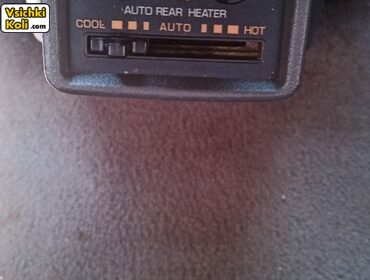 Vsichki
Koli.com
AUTO REAR HEATER
COOL AUTO HOT